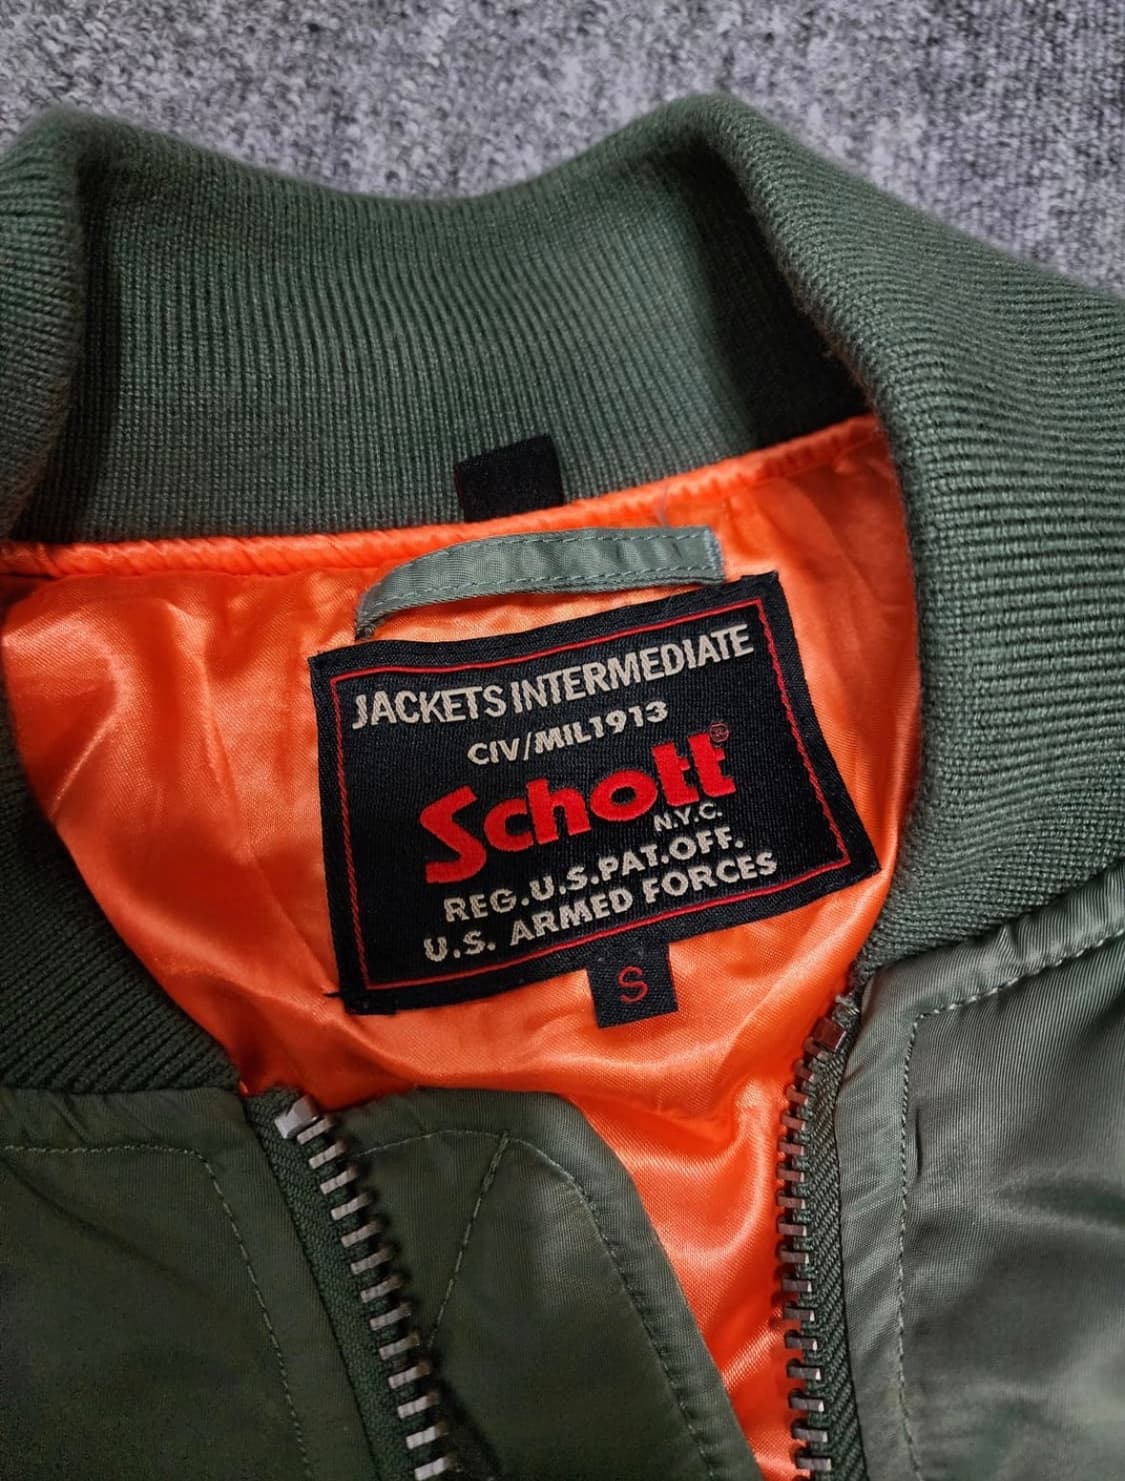 JACKETS INTERMEDIATE
CIV/MIL1913
Schott
N.Y.C.
REG.U.S.PAT.OFF.
U.S. ARMED FORCES
S